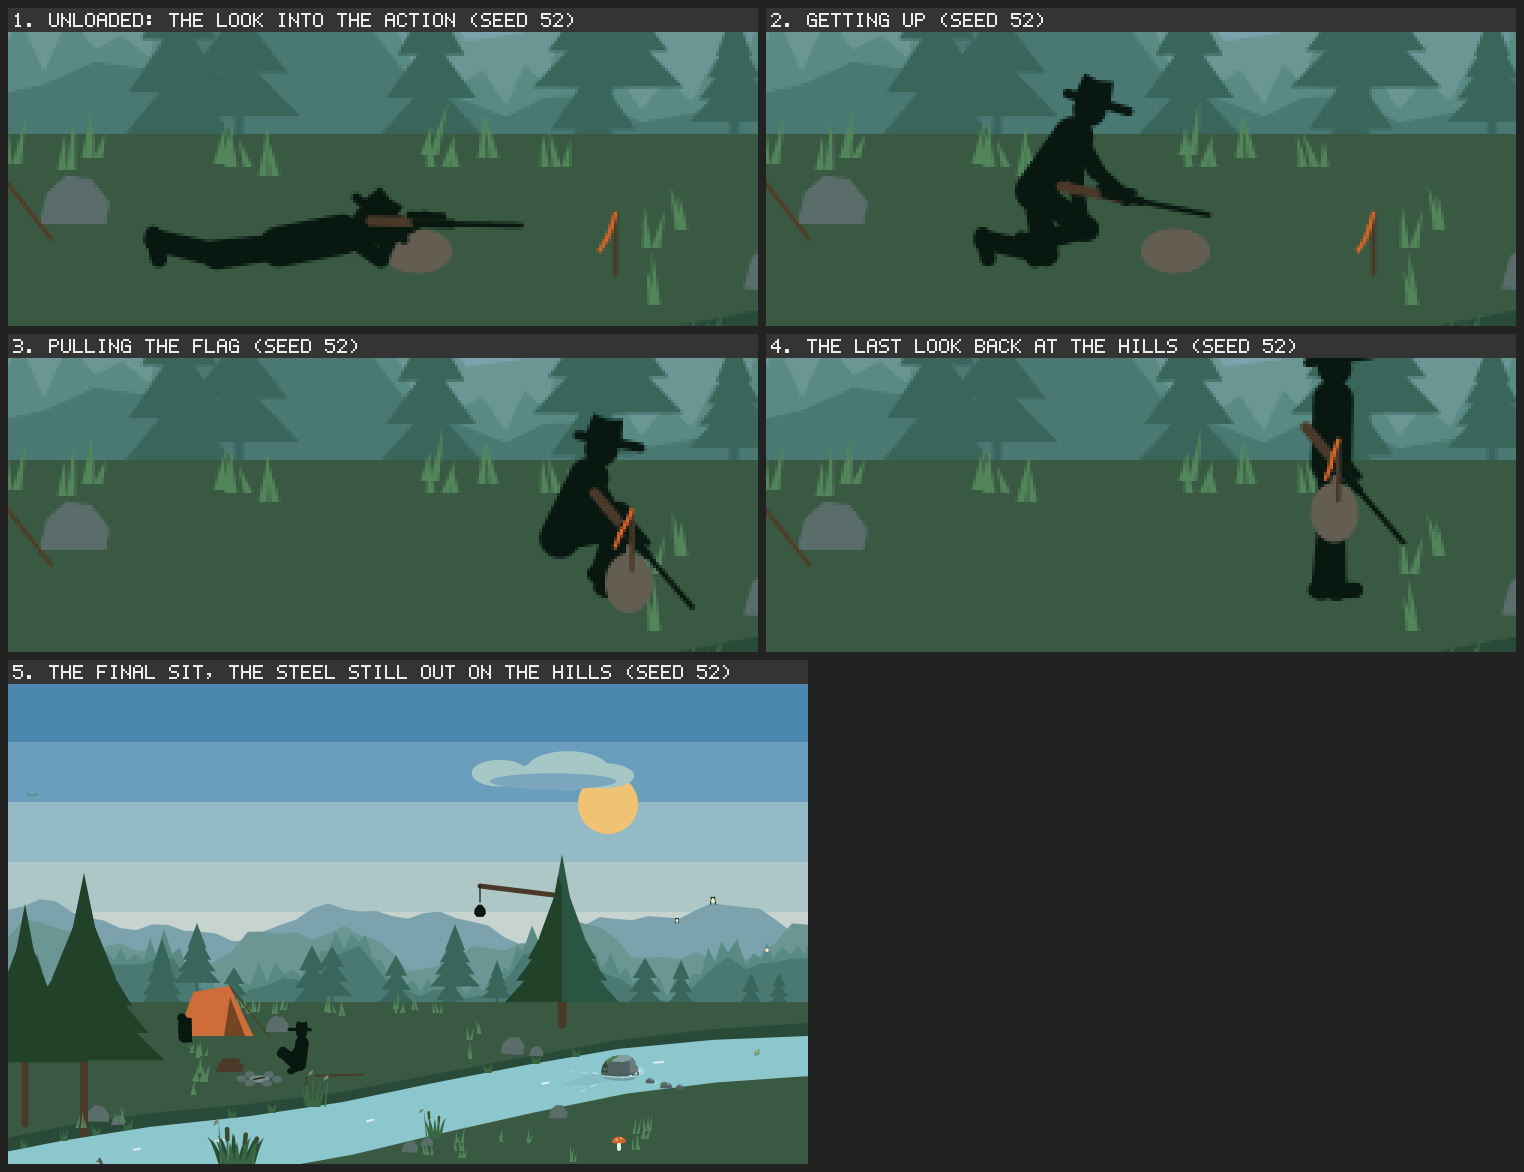 1. UNLOADED: THE LOOK INTO THE ACTION (SEED 52)
2. GETTING UP (SEED 52)
3. PULLING THE FLAG (SEED 52)
4. THE LAST LOOK BACK AT THE HILLS (SEED 52)
5. THE FINAL SIT, THE STEEL STILL OUT ON THE HILLS (SEED 52)